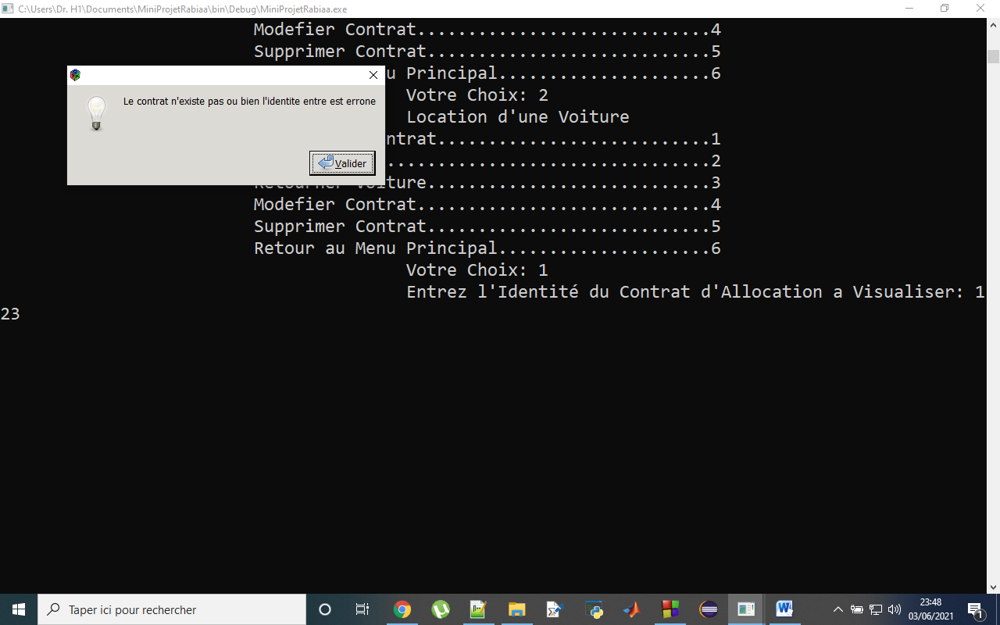 C:\Users\Dr. H1\Documents\MiniProjetRabiaa\bin\Debug\MiniProjetRabiaa.exe
Modefier Contrat.............................4
Supprimer Contrat............................5
u Principal.....................6
Votre Choix: 2
Location d'une Voiture
ntrat...........................1
................................2
Retourner Voiture............................3
Modefier Contrat.............................4
Supprimer Contrat............................5
Retour au Menu Principal.....................6
Votre Choix: 1
Entrez l'Identité du Contrat d'Allocation a Visualiser: 1
23
Le contrat n'existe pas ou bien l'identite entre est errone
Valider
Taper ici pour rechercher
23:48
03/06/2021
1